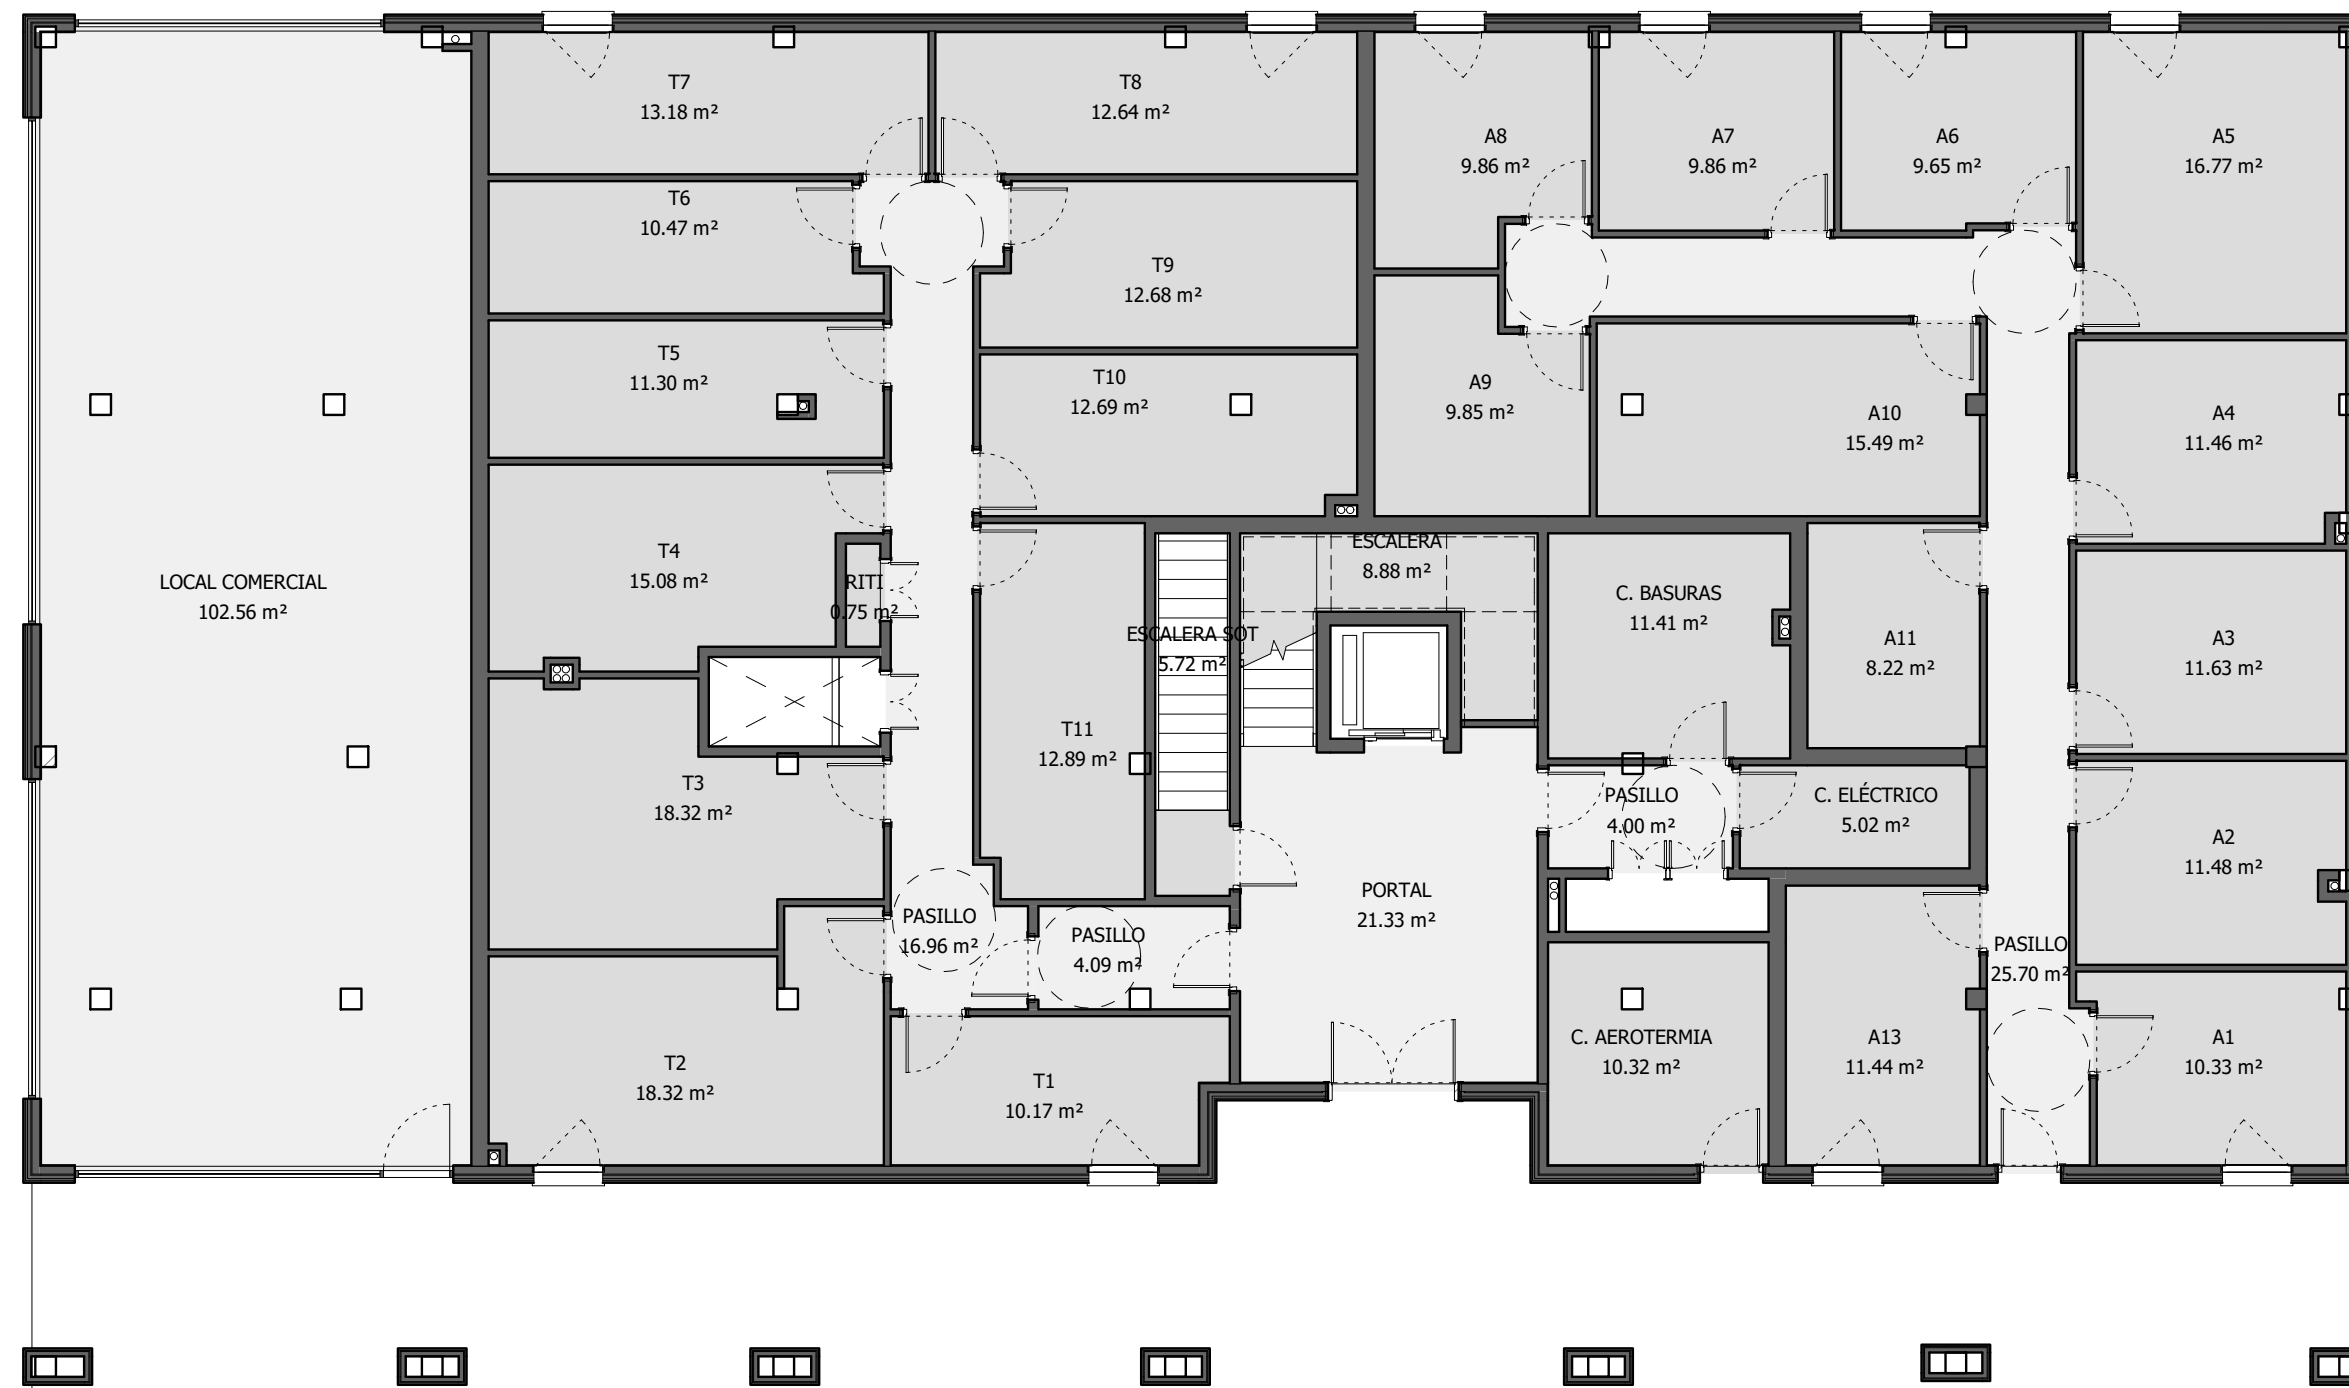 T7
13.18 m²
T8
12.64 m²
A8
9.86 m²
A7
9.86 m²
A6
9.65 m²
A5
16.77 m²
T6
10.47 m²
T9
12.68 m²
T5
11.30 m²
T10
12.69 m²
A9
9.85 m²
A10
15.49 m²
A4
11.46 m²
LOCAL COMERCIAL
102.56 m²
T4
15.08 m²
RITI
0.75 m²
ESCALERA SOT
5.72 m²
ESCALERA
8.88 m²
C. BASURAS
11.41 m²
A11
8.22 m²
A3
11.63 m²
T3
18.32 m²
T11
12.89 m²
PASILLO
4.00 m²
C. ELÉCTRICO
5.02 m²
A2
11.48 m²
PASILLO
16.96 m²
PASILLO
4.09 m²
PORTAL
21.33 m²
PASILLO
25.70 m²
T2
18.32 m²
T1
10.17 m²
C. AEROTERMIA
10.32 m²
A13
11.44 m²
A1
10.33 m²